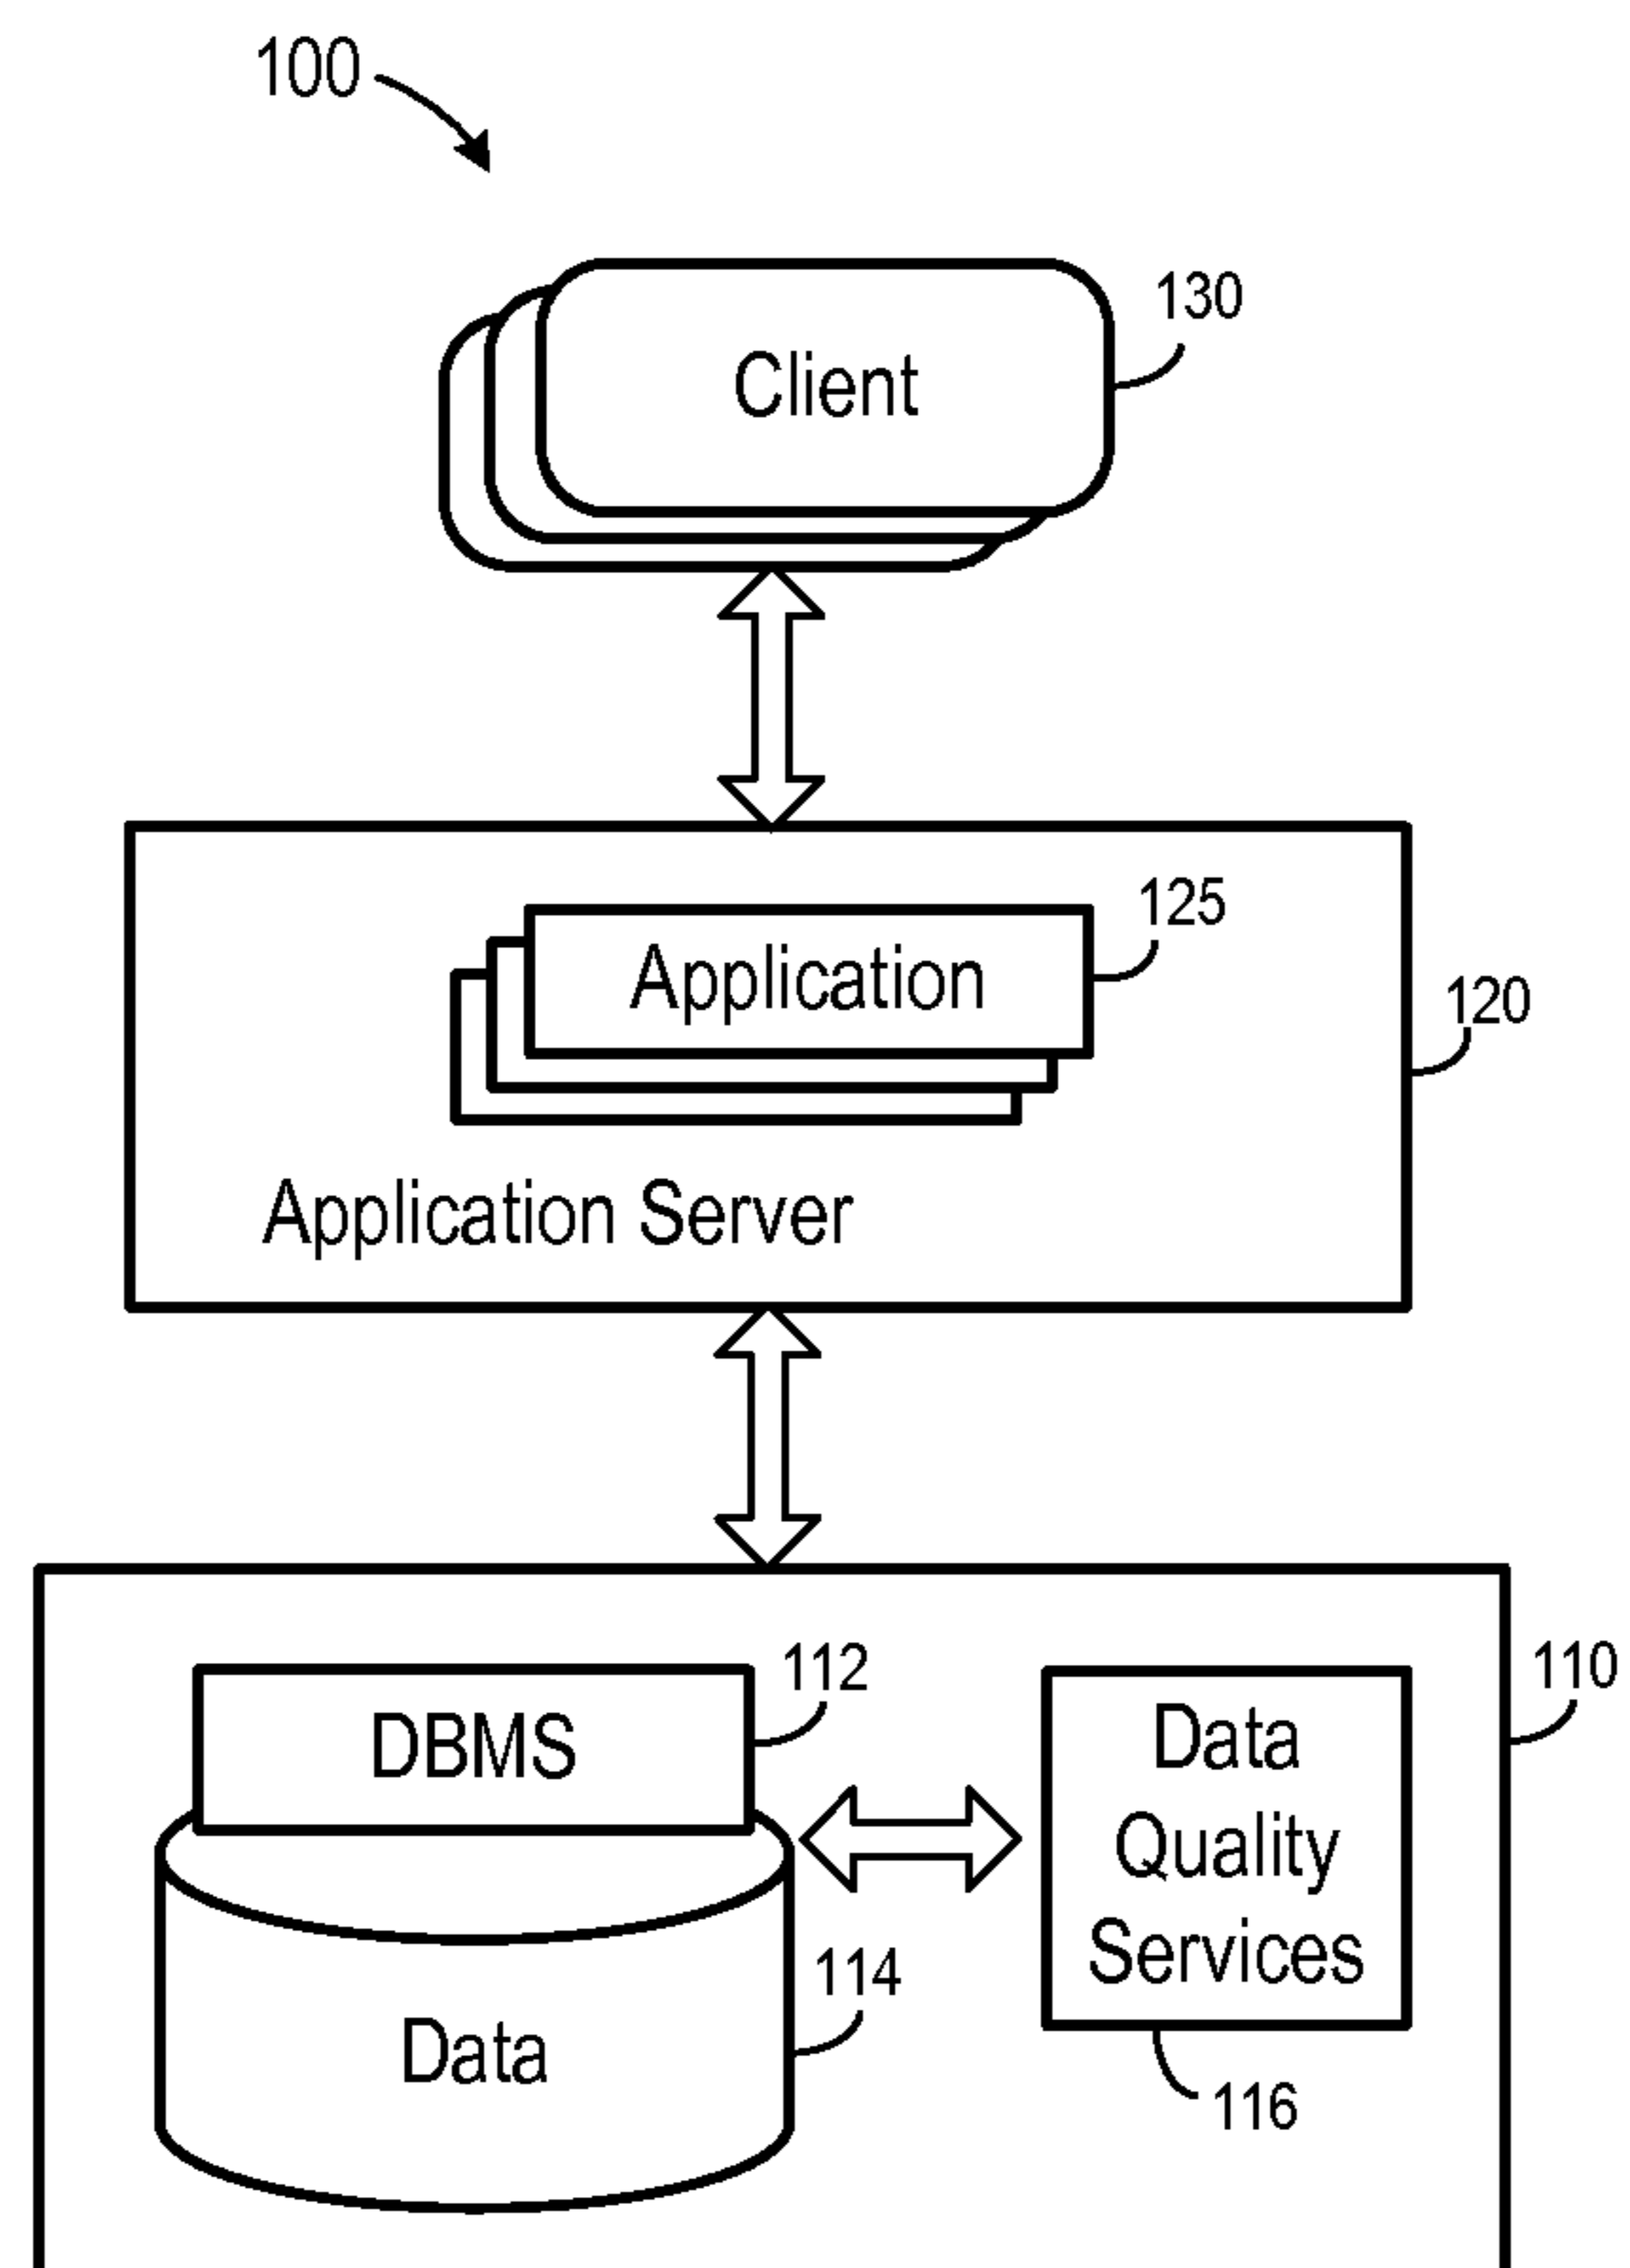 100
130
Client
125
Application
120
Application Server
112
110
DBMS
Data
Quality
Services
114
Data
116